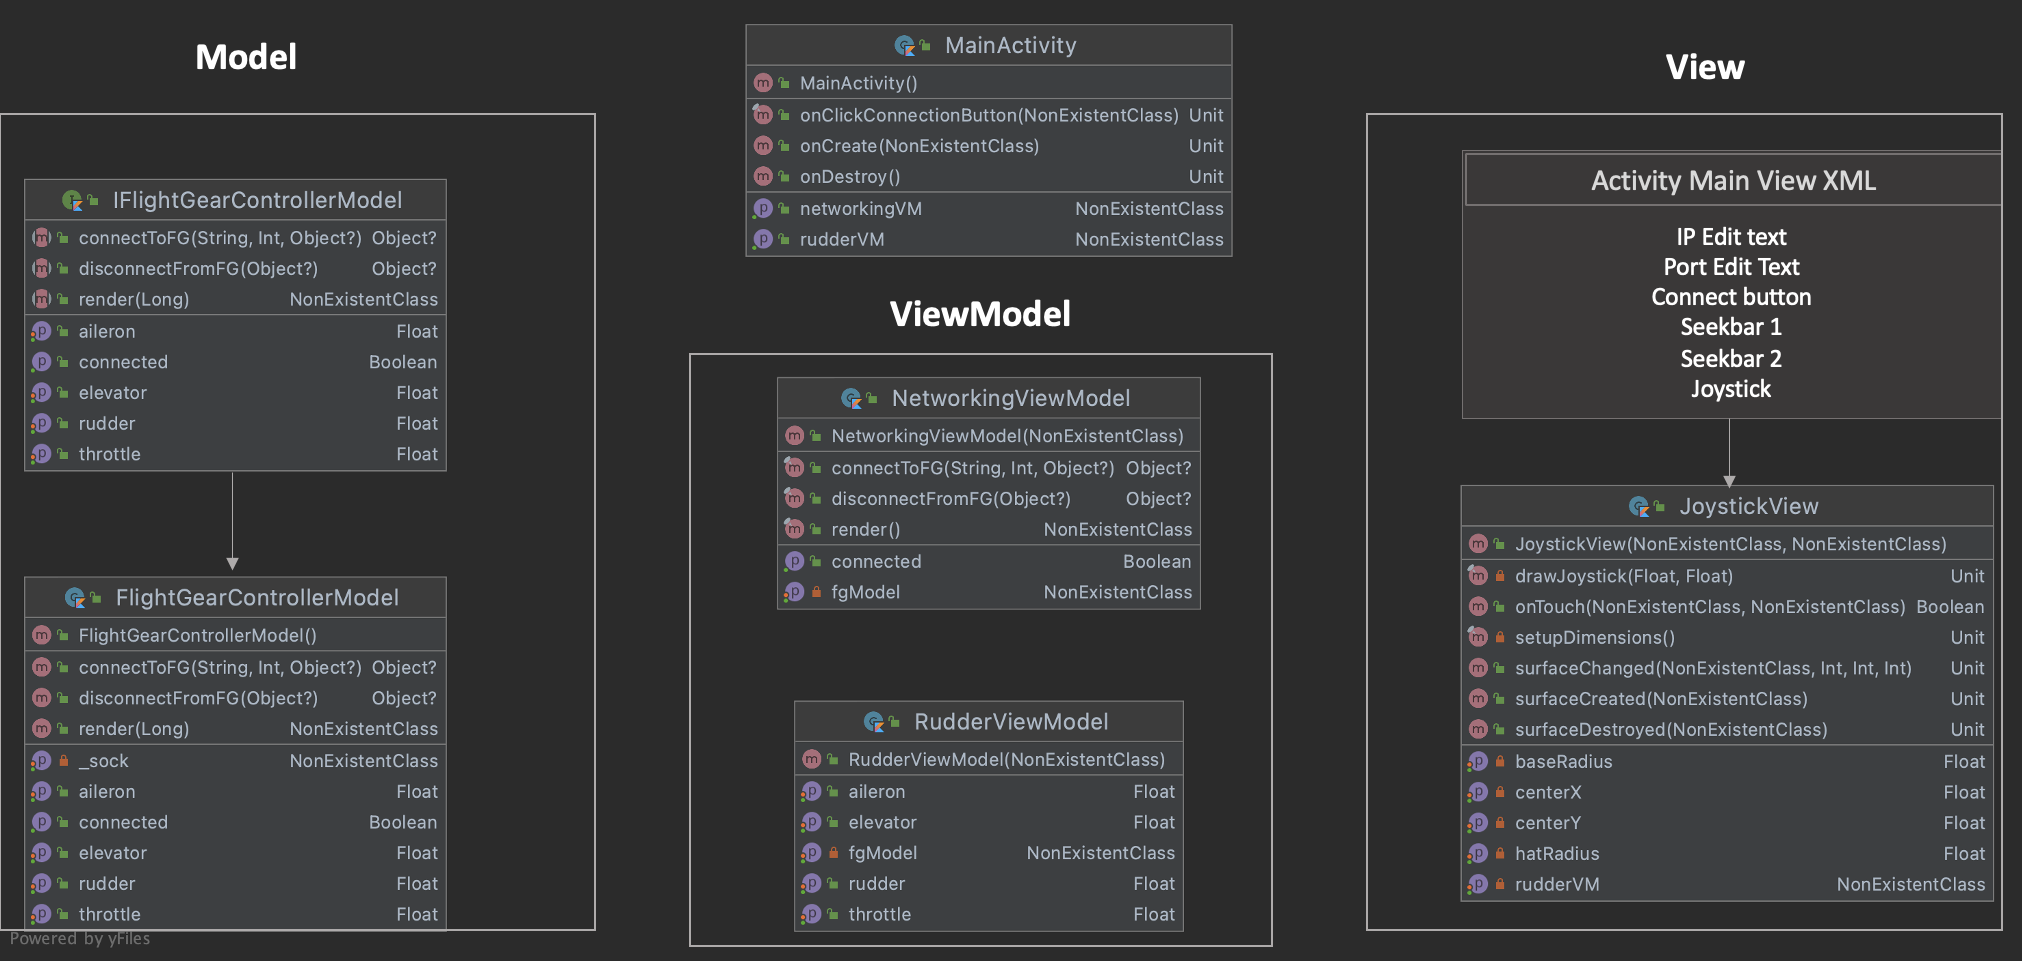 Model
IFlightGearControllerModel
connectToFG(String, Int, Object?) Object?
disconnectFromFG(Object?) Object?
render(Long) NonExistentClass
aileron Float
connected Boolean
elevator Float
rudder Float
throttle Float
FlightGearControllerModel
FlightGearControllerModel()
connectToFG(String, Int, Object?) Object?
disconnectFromFG(Object?) Object?
render(Long) NonExistentClass
_sock NonExistentClass
aileron Float
connected Boolean
elevator Float
rudder Float
throttle Float
Powered by yFiles
MainActivity
MainActivity()
onClickConnectionButton(NonExistentClass) Unit
onCreate(NonExistentClass) Unit
onDestroy() Unit
networkingVM NonExistentClass
rudderVM NonExistentClass
ViewModel
NetworkingViewModel
NetworkingViewModel(NonExistentClass)
connectToFG(String, Int, Object?) Object?
disconnectFromFG(Object?) Object?
render() NonExistentClass
connected Boolean
fgModel NonExistentClass
RudderViewModel
RudderViewModel(NonExistentClass)
aileron Float
elevator Float
fgModel NonExistentClass
rudder Float
throttle Float
View
Activity Main View XML
IP Edit text
Port Edit Text
Connect button
Seekbar 1
Seekbar 2
Joystick
JoystickView
JoystickView(NonExistentClass, NonExistentClass)
drawJoystick(Float, Float) Unit
onTouch(NonExistentClass, NonExistentClass) Boolean
setupDimensions() Unit
surfaceChanged(NonExistentClass, Int, Int, Int) Unit
surfaceCreated(NonExistentClass) Unit
surfaceDestroyed(NonExistentClass) Unit
baseRadius Float
centerX Float
centerY Float
hatRadius Float
rudderVM NonExistentClass